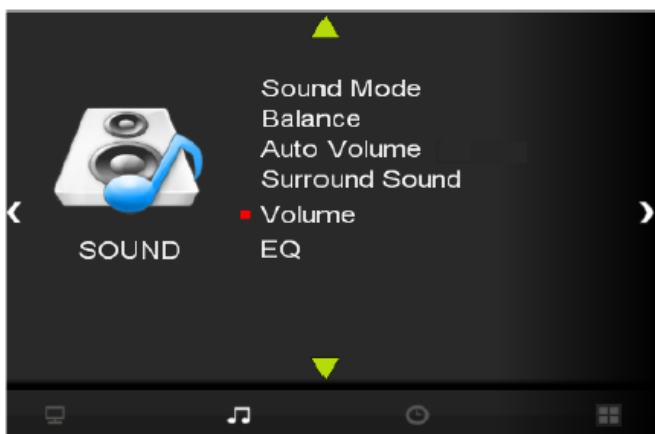 Sound Mode
Balance
Auto Volume
Surround Sound
Volume
EQ
SOUND